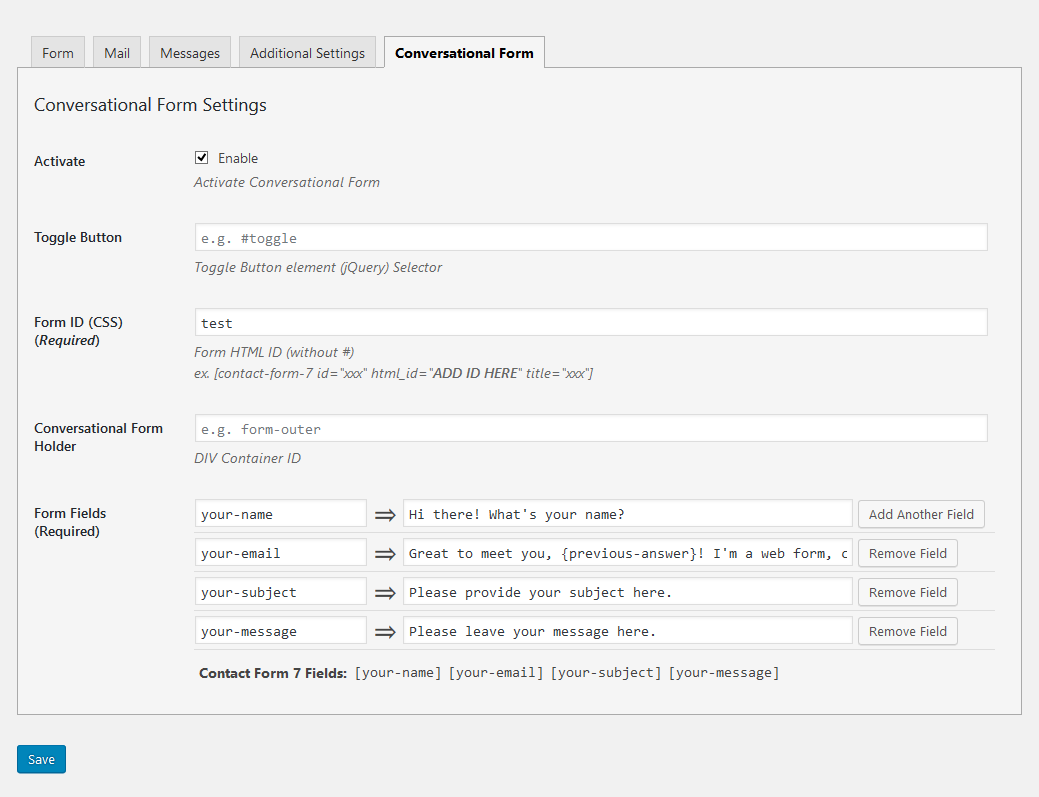 Form Mail Messages Additional Settings Conversational Form
Conversational Form Settings
Activate
Enable
Activate Conversational Form
Toggle Button
e.g. #toggle
Toggle Button element (jQuery) Selector
Form ID (CSS)
(Required)
test
Form HTML ID (without #)
ex. [contact-form-7 id="xxx" html_id="ADD ID HERE" title="xxx"]
Conversational Form
Holder
e.g. form-outer
DIV Container ID
Form Fields
(Required)
your-name ⇒ Hi there! What's your name? Add Another Field
your-email ⇒ Great to meet you, {previous-answer}! I'm a web form, c Remove Field
your-subject ⇒ Please provide your subject here. Remove Field
your-message ⇒ Please leave your message here. Remove Field
Contact Form 7 Fields: [your-name] [your-email] [your-subject] [your-message]
Save